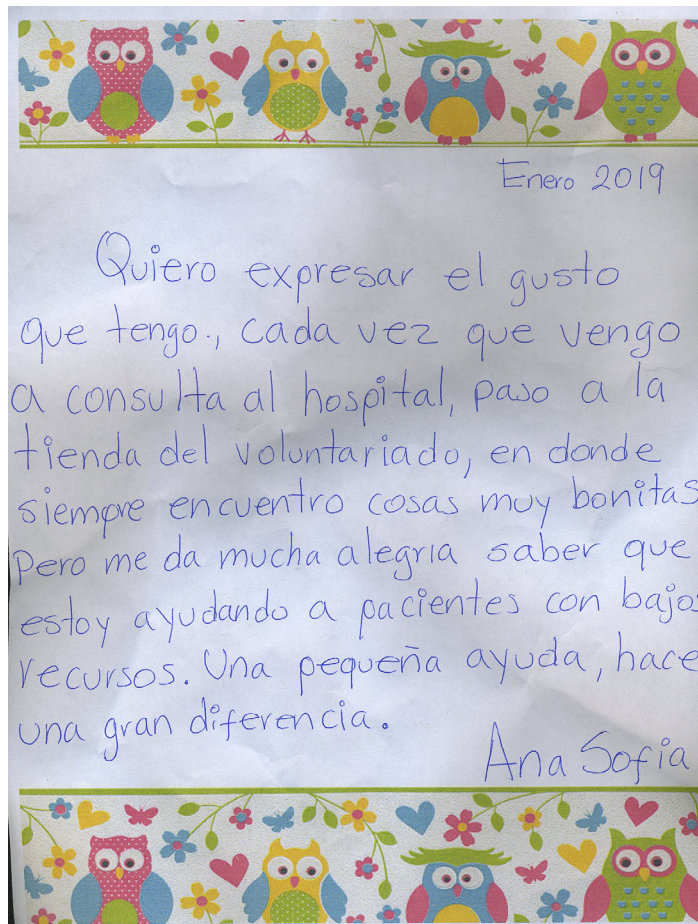 Enero 2019
Quiero expresar el gusto
que tengo., cada vez que vengo
a consulta al hospital, paso a la
tienda del voluntariado, en donde
siempre encuentro cosas muy bonitas
Pero me da mucha alegria saber que
estoy ayudando a pacientes con bajos
recursos. Una pequeña ayuda, hace
una gran diferencia.
Ana Sofia